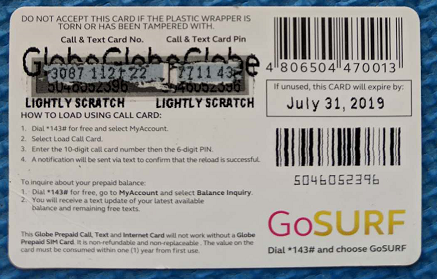 DO NOT ACCEPT THIS CARD IF THE PLASTIC WRAPPER IS
TORN OR HAS BEEN TAMPERED WITH.
Call & Text Card No. Call & Text Card Pin
GlobeGlobeGlobe
3087 112122 771143
5046052396
LIGHTLY SCRATCH LIGHTLY SCRATCH
HOW TO LOAD USING CALL CARD:
1. Dial *143# for free and select MyAccount.
2. Select Load Call Card.
3. Enter the 10-digit call card number then the 6-digit PIN.
4. A notification will be sent via text to confirm that the reload is successful.
To inquire about your prepaid balance:
1. Dial *143# for free, go to MyAccount and select Balance Inquiry.
2. You will receive a text update of your latest available
balance and remaining free texts.
This Globe Prepaid Call, Text and Internet Card will not work without a Globe
Prepaid SIM Card. It is non-refundable and non-replaceable. The value on the
card must be consumed within one (1) year from first use.
4 806504 470013
If unused, this CARD will expire by:
July 31, 2019
5046052396
GoSURF
Dial *143# and choose GoSURF